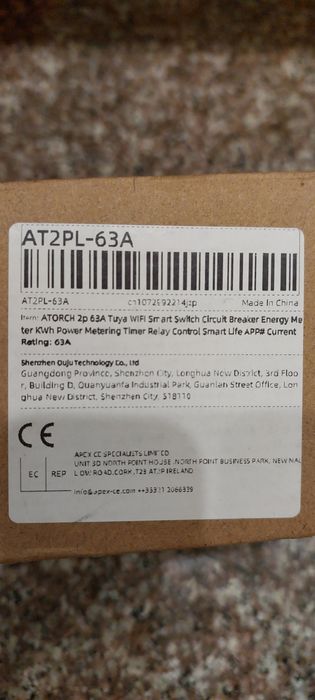 AT2PL-63A
AT2PL-63A Made In China
Item: ATORCH 2p 63A Tuya WIFI Smart Switch Circuit Breaker Energy Me
ter KWh Power Metering Timer Relay Control Smart Life APP# Current
Rating: 63A
Shenzhen Ouju Technology Co., ltd
Guangdong Province, Shenzhen City, Longhua New District, 3rd Floo
r, Building D, Quanyuanfa Industrial Park, Guanlan Street Office, Lon
ghua New District, Shenzhen City, 518110
CE
EC REP
APEX CE SPECIALISTS LIMITED
UNIT 3D NORTH POINT HOUSE, NORTH POINT BUSINESS PARK, NEW MAL
LOW ROAD, CORK, T23 AT2P IRELAND
info@apex-ce.com